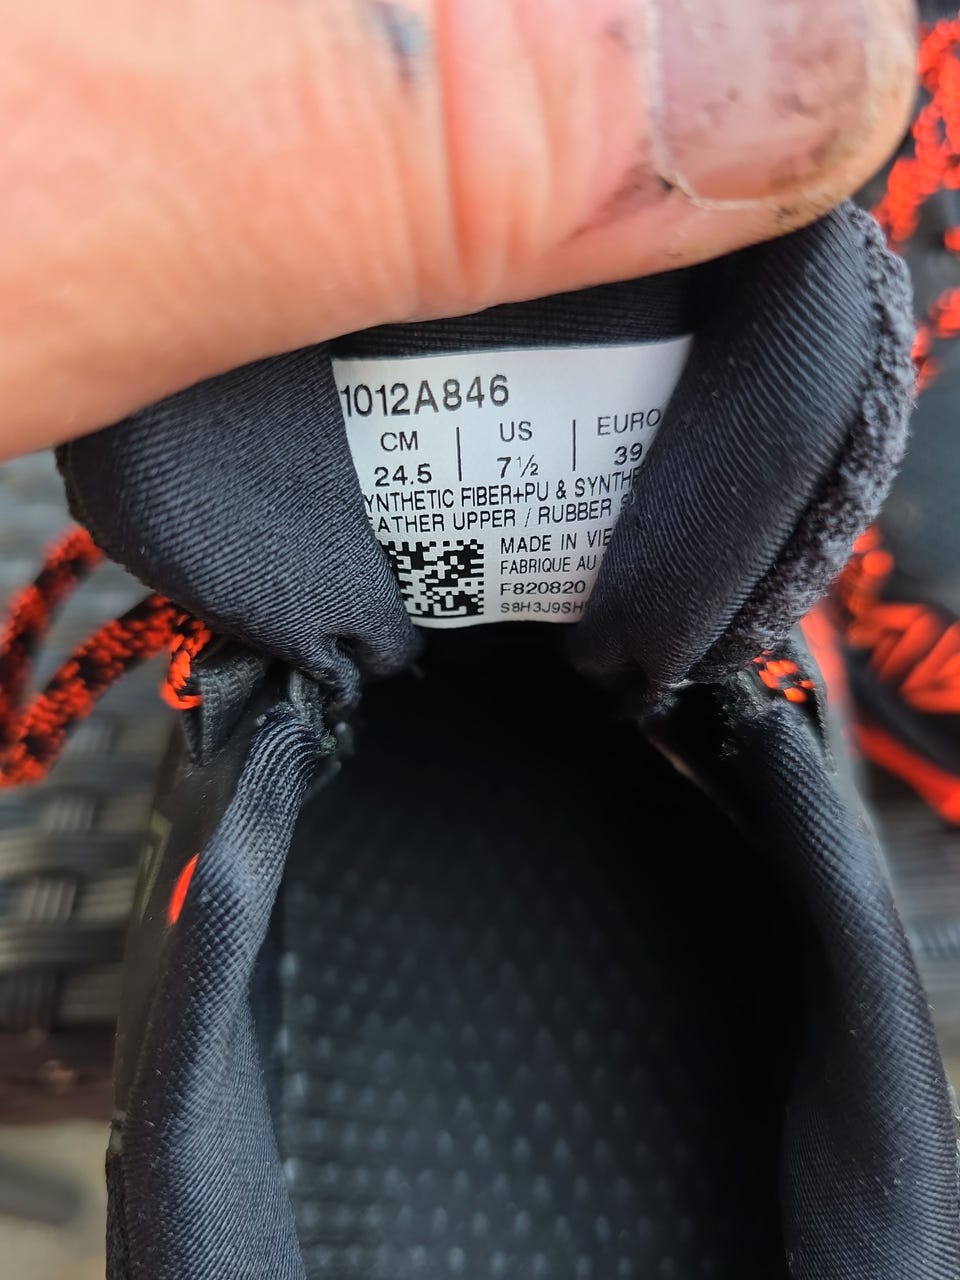 1012A846
CM | US | EURO
24.5 | 7½ | 39
YNTHETIC FIBER+PU & SYNTHE
EATHER UPPER / RUBBER
MADE IN VIE
FABRIQUE AU
F820820
S8H3J9SH